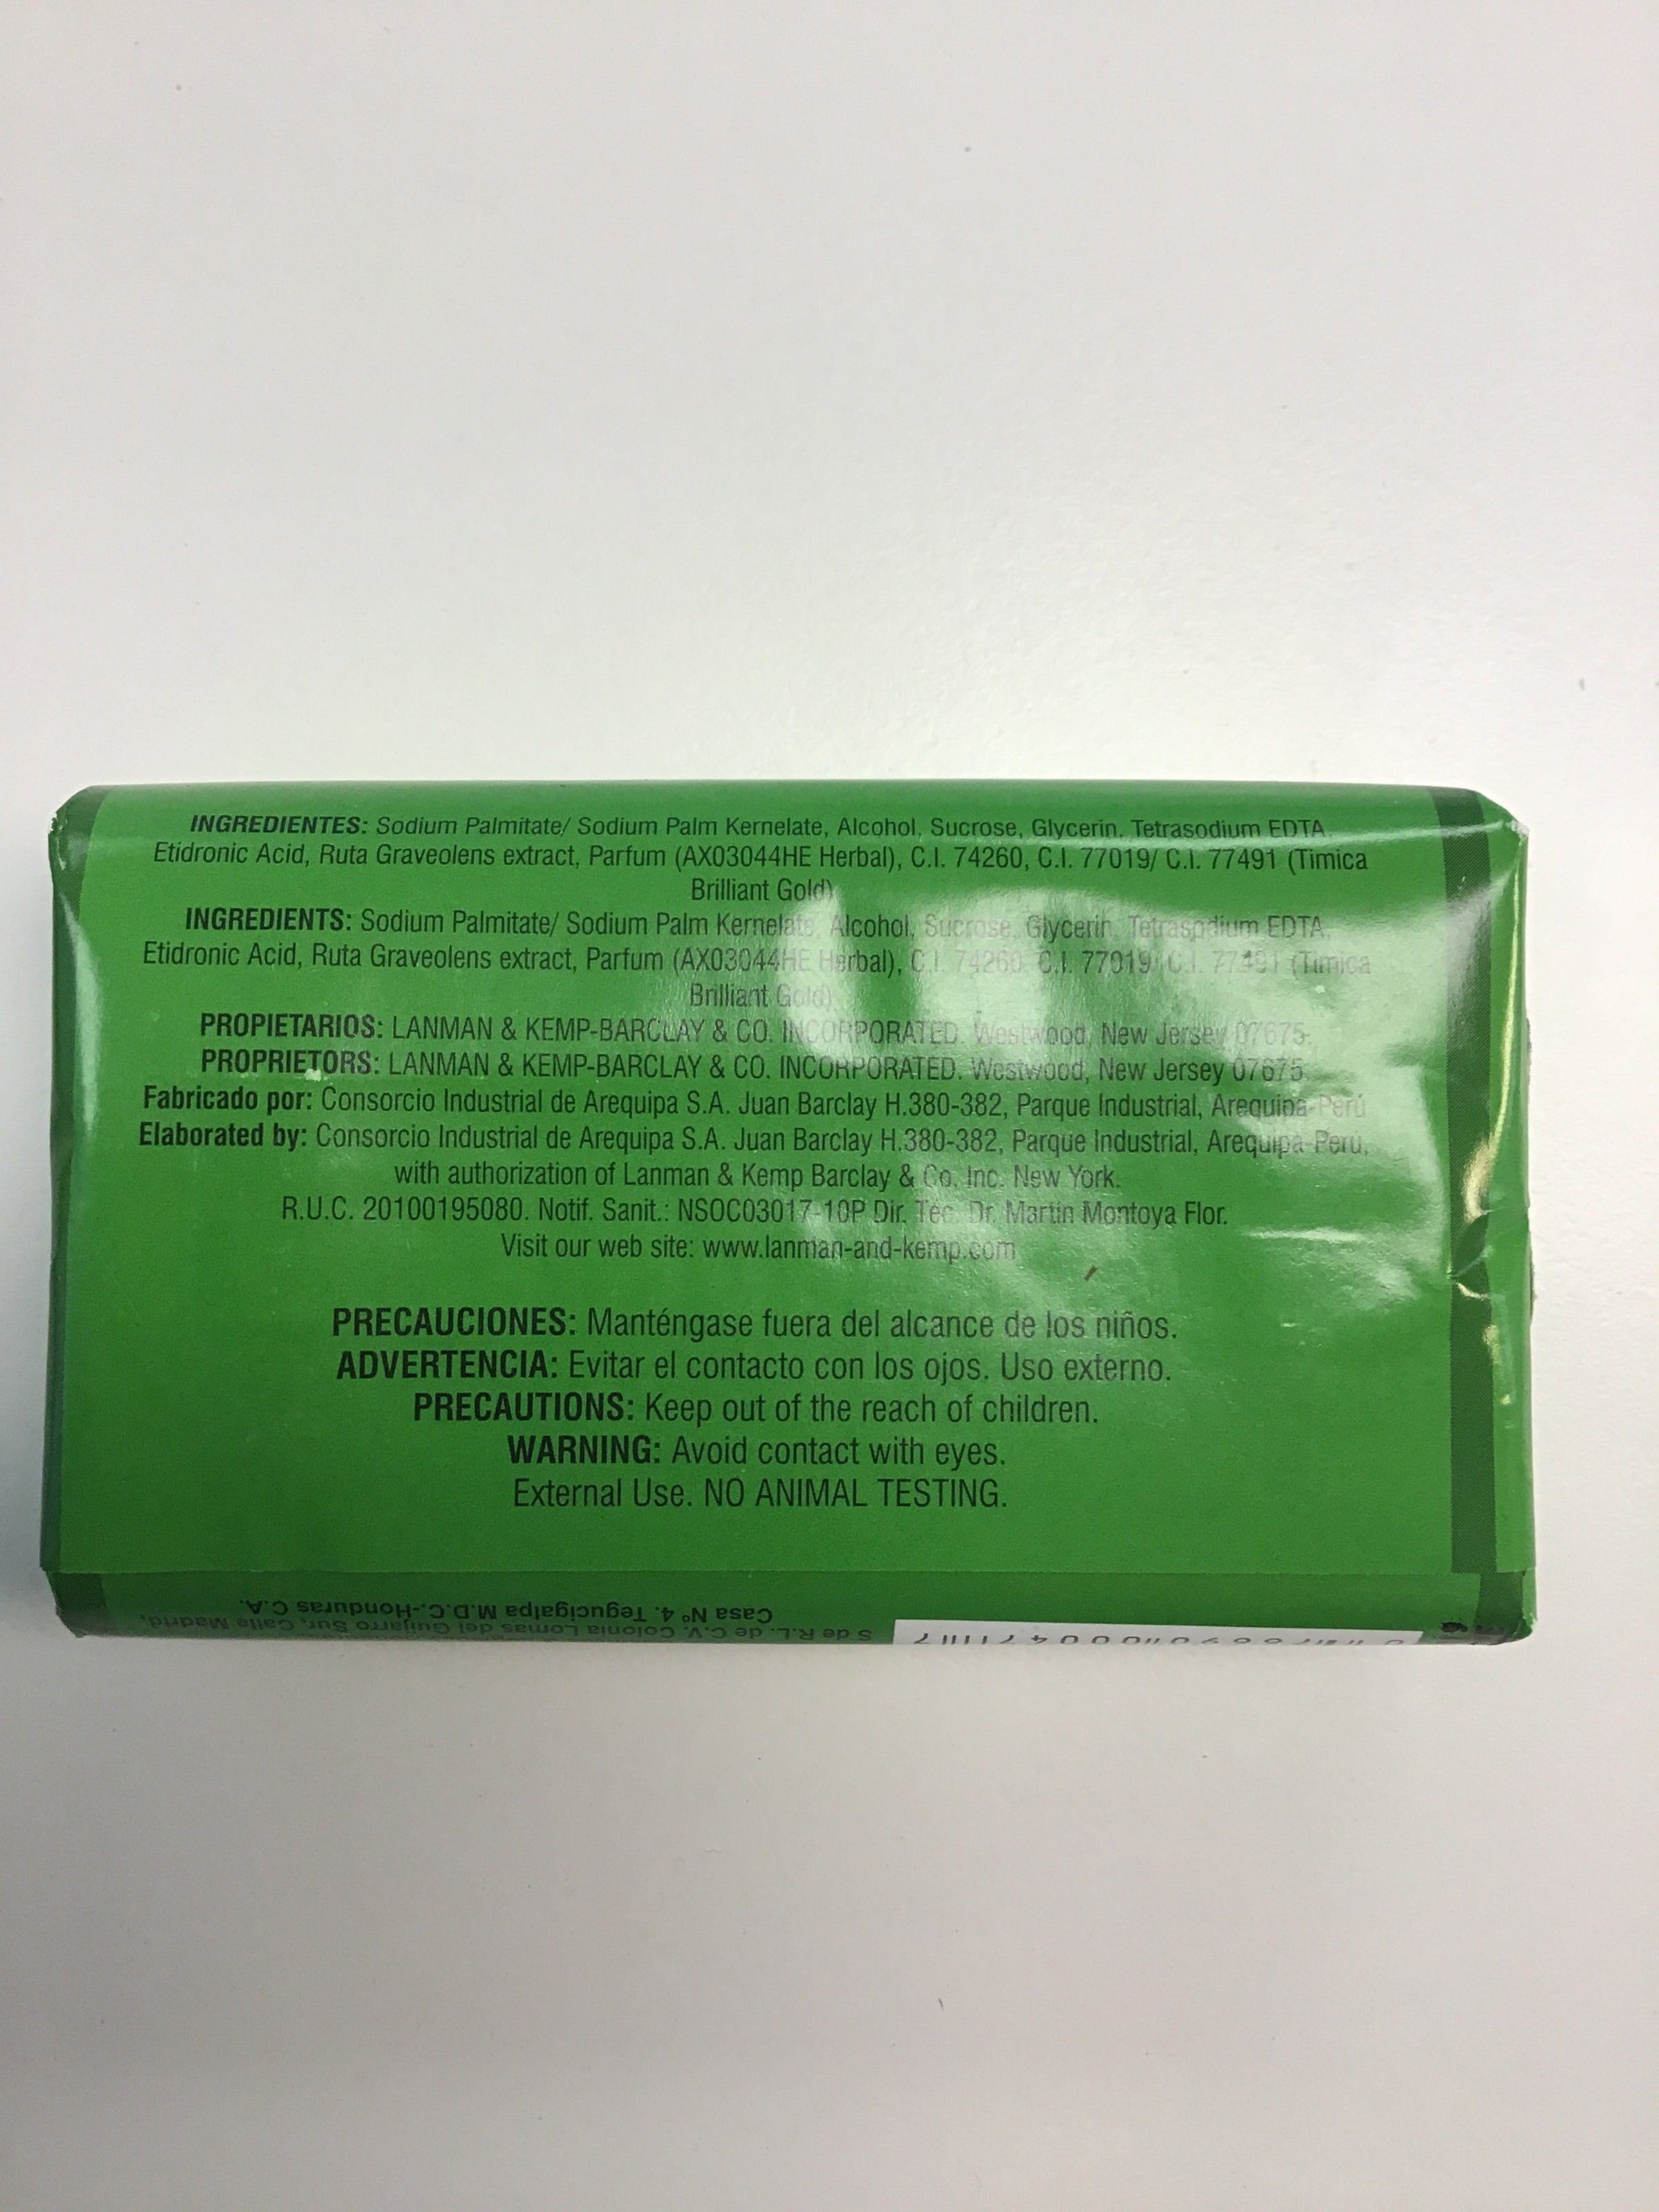 INGREDIENTES: Sodium Palmitate/ Sodium Palm Kernelate, Alcohol, Sucrose, Glycerin. Tetrasodium EDTA
Etidronic Acid, Ruta Graveolens extract, Parfum (AX03044HE Herbal), C.I. 74260, C.I. 77019/ C.I. 77491 (Timica
Brilliant Gold)
INGREDIENTS: Sodium Palmitate/ Sodium Palm Kernelate, Alcohol, Sucrose, Glycerin, Tetrasodium EDTA,
Etidronic Acid, Ruta Graveolens extract, Parfum (AX03044HE Herbal), C.I. 74260, C.I. 77019/ C.I. 77491 (Timica
Brilliant Gold)
PROPIETARIOS: LANMAN & KEMP-BARCLAY & CO. INCORPORATED. Westwood, New Jersey 07675.
PROPRIETORS: LANMAN & KEMP-BARCLAY & CO. INCORPORATED. Westwood, New Jersey 07675.
Fabricado por: Consorcio Industrial de Arequipa S.A. Juan Barclay H.380-382, Parque Industrial, Arequipa-Perú
Elaborated by: Consorcio Industrial de Arequipa S.A. Juan Barclay H.380-382, Parque Industrial, Arequipa-Peru,
with authorization of Lanman & Kemp Barclay & Co. Inc. New York.
R.U.C. 20100195080. Notif. Sanit.: NSOC03017-10P Dir. Tec. Dr. Martin Montoya Flor.
Visit our web site: www.lanman-and-kemp.com
PRECAUCIONES: Manténgase fuera del alcance de los niños.
ADVERTENCIA: Evitar el contacto con los ojos. Uso externo.
PRECAUTIONS: Keep out of the reach of children.
WARNING: Avoid contact with eyes.
External Use. NO ANIMAL TESTING.
S de R.L. de C.V. Colonia Lomas del Guijarro Sur, Calle Madrid,
Casa N° 4. Tegucigalpa M.D.C.-Honduras C.A.